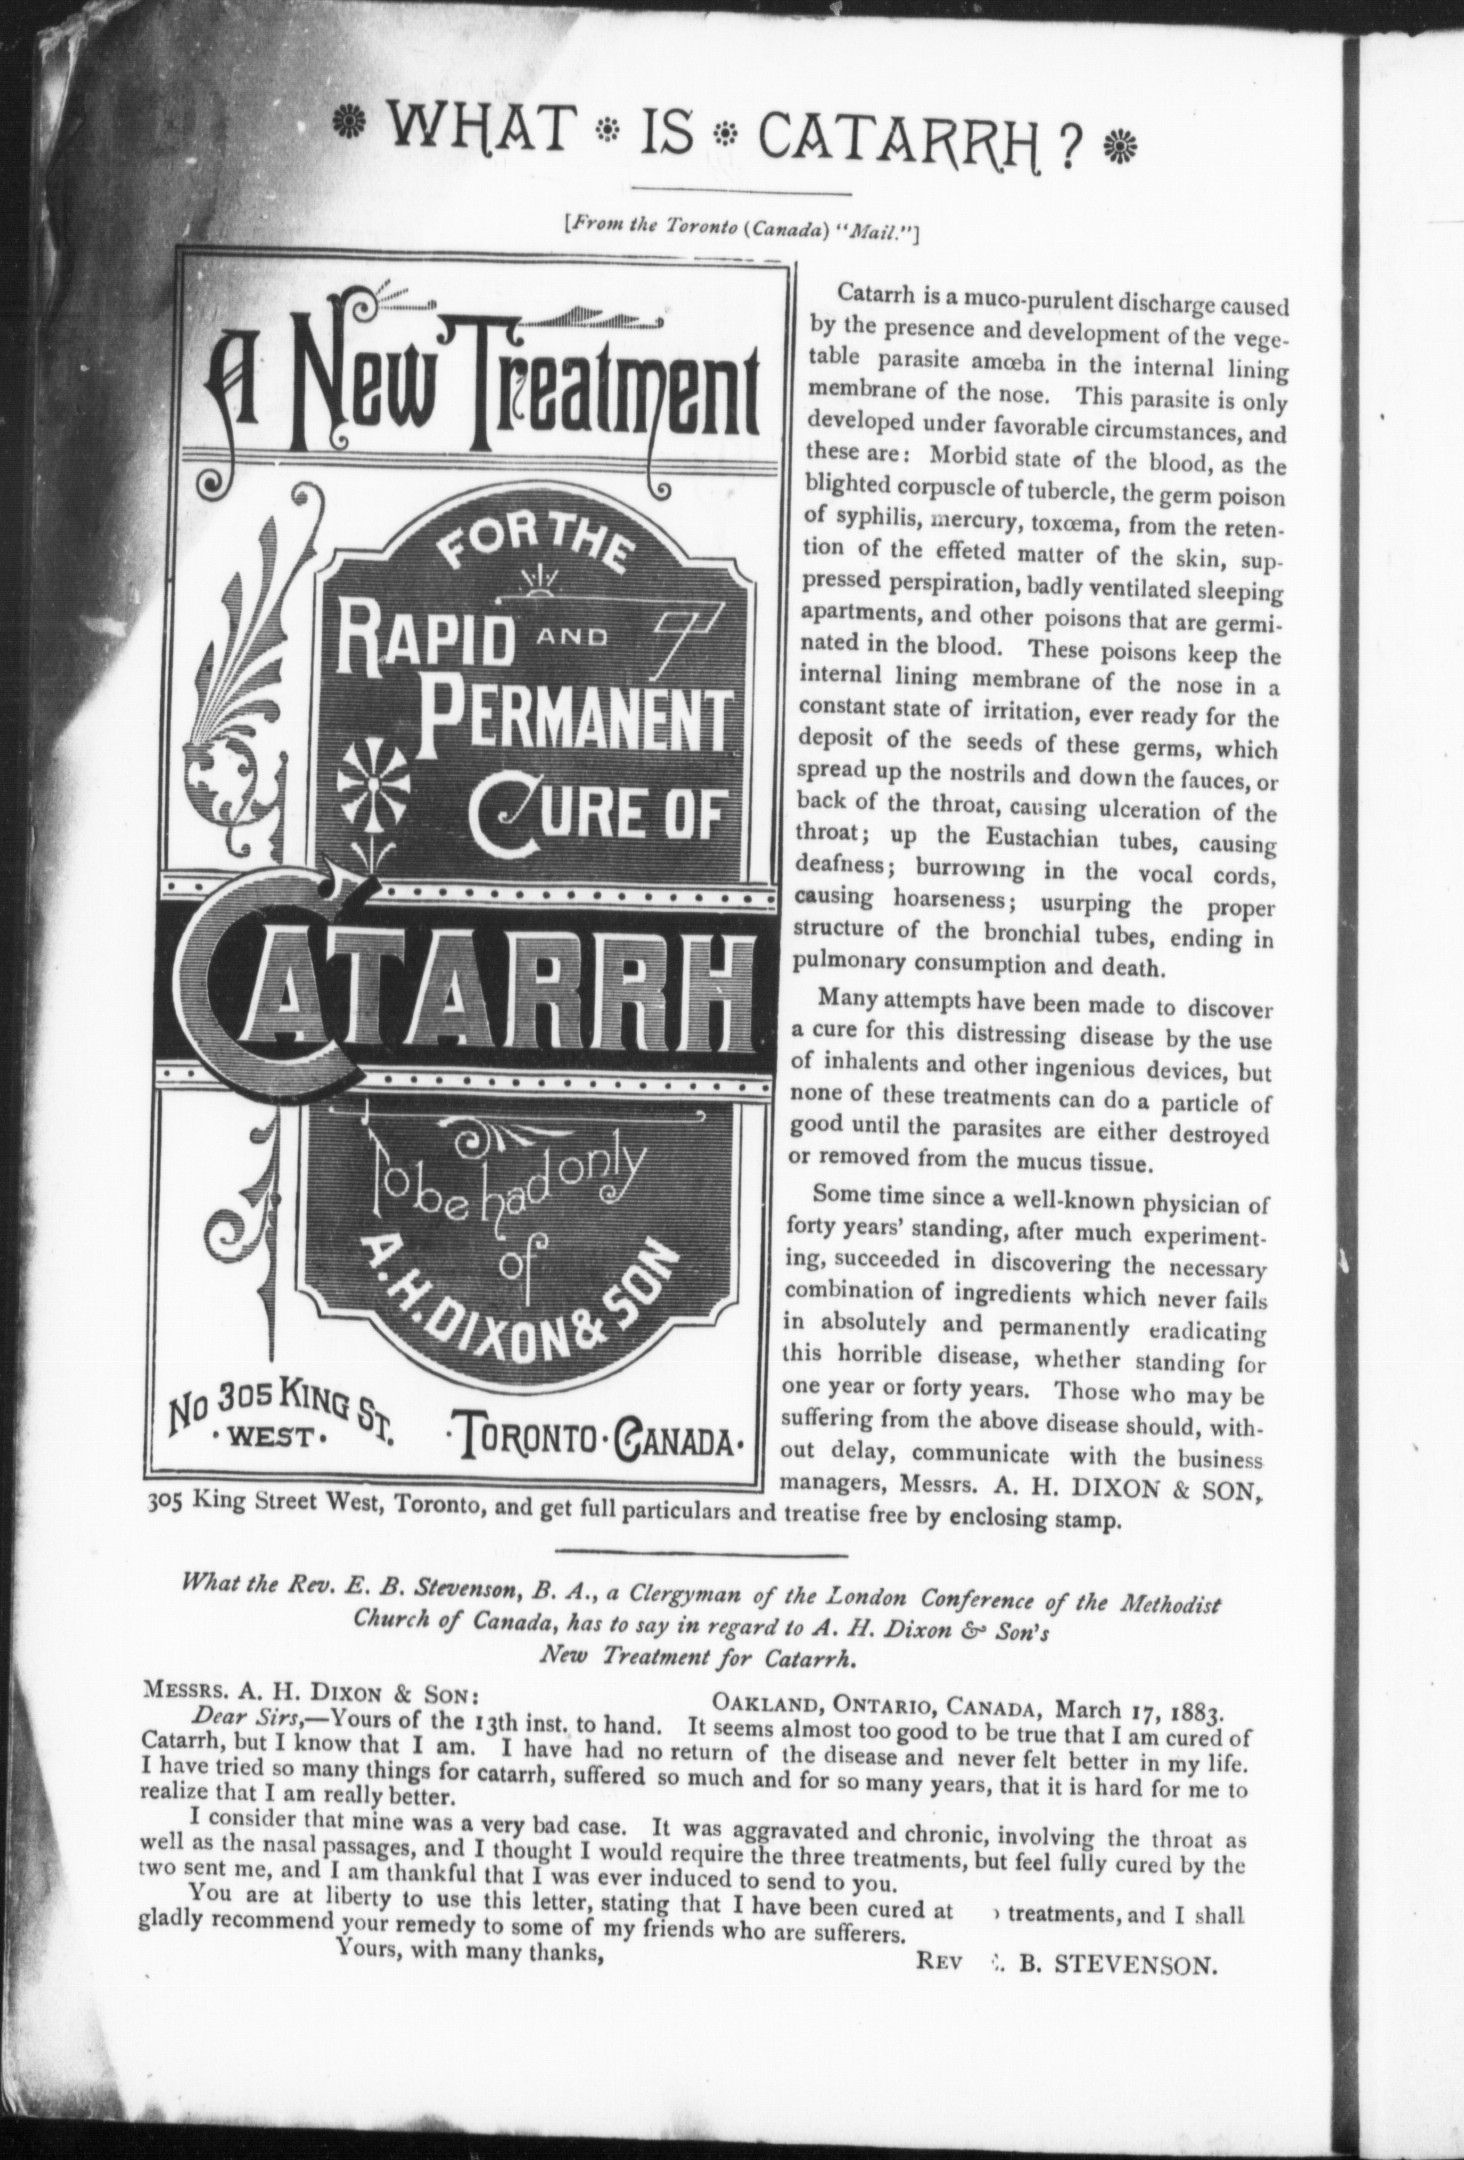 WHAT IS CATARRH?
[From the Toronto (Canada) "Mail."]
A New Treatment
FOR THE
RAPID AND
PERMANENT
CURE OF
CATARRH
To be had only
of
A. H. DIXON & SON
No 305 KING ST.
· WEST ·
· TORONTO · CANADA ·
Catarrh is a muco-purulent discharge caused
by the presence and development of the vege-
table parasite amœba in the internal lining
membrane of the nose. This parasite is only
developed under favorable circumstances, and
these are: Morbid state of the blood, as the
blighted corpuscle of tubercle, the germ poison
of syphilis, mercury, toxœma, from the reten-
tion of the effeted matter of the skin, sup-
pressed perspiration, badly ventilated sleeping
apartments, and other poisons that are germi-
nated in the blood. These poisons keep the
internal lining membrane of the nose in a
constant state of irritation, ever ready for the
deposit of the seeds of these germs, which
spread up the nostrils and down the fauces, or
back of the throat, causing ulceration of the
throat; up the Eustachian tubes, causing
deafness; burrowing in the vocal cords,
causing hoarseness; usurping the proper
structure of the bronchial tubes, ending in
pulmonary consumption and death.
Many attempts have been made to discover
a cure for this distressing disease by the use
of inhalents and other ingenious devices, but
none of these treatments can do a particle of
good until the parasites are either destroyed
or removed from the mucus tissue.
Some time since a well-known physician of
forty years' standing, after much experiment-
ing, succeeded in discovering the necessary
combination of ingredients which never fails
in absolutely and permanently eradicating
this horrible disease, whether standing for
one year or forty years. Those who may be
suffering from the above disease should, with-
out delay, communicate with the business
managers, Messrs. A. H. DIXON & SON,
305 King Street West, Toronto, and get full particulars and treatise free by enclosing stamp.
What the Rev. E. B. Stevenson, B. A., a Clergyman of the London Conference of the Methodist
Church of Canada, has to say in regard to A. H. Dixon & Son's
New Treatment for Catarrh.
MESSRS. A. H. DIXON & SON: OAKLAND, ONTARIO, CANADA, March 17, 1883.
Dear Sirs,—Yours of the 13th inst. to hand. It seems almost too good to be true that I am cured of
Catarrh, but I know that I am. I have had no return of the disease and never felt better in my life.
I have tried so many things for catarrh, suffered so much and for so many years, that it is hard for me to
realize that I am really better.
I consider that mine was a very bad case. It was aggravated and chronic, involving the throat as
well as the nasal passages, and I thought I would require the three treatments, but feel fully cured by the
two sent me, and I am thankful that I was ever induced to send to you.
You are at liberty to use this letter, stating that I have been cured at treatments, and I shall
gladly recommend your remedy to some of my friends who are sufferers.
Yours, with many thanks, REV B. STEVENSON.